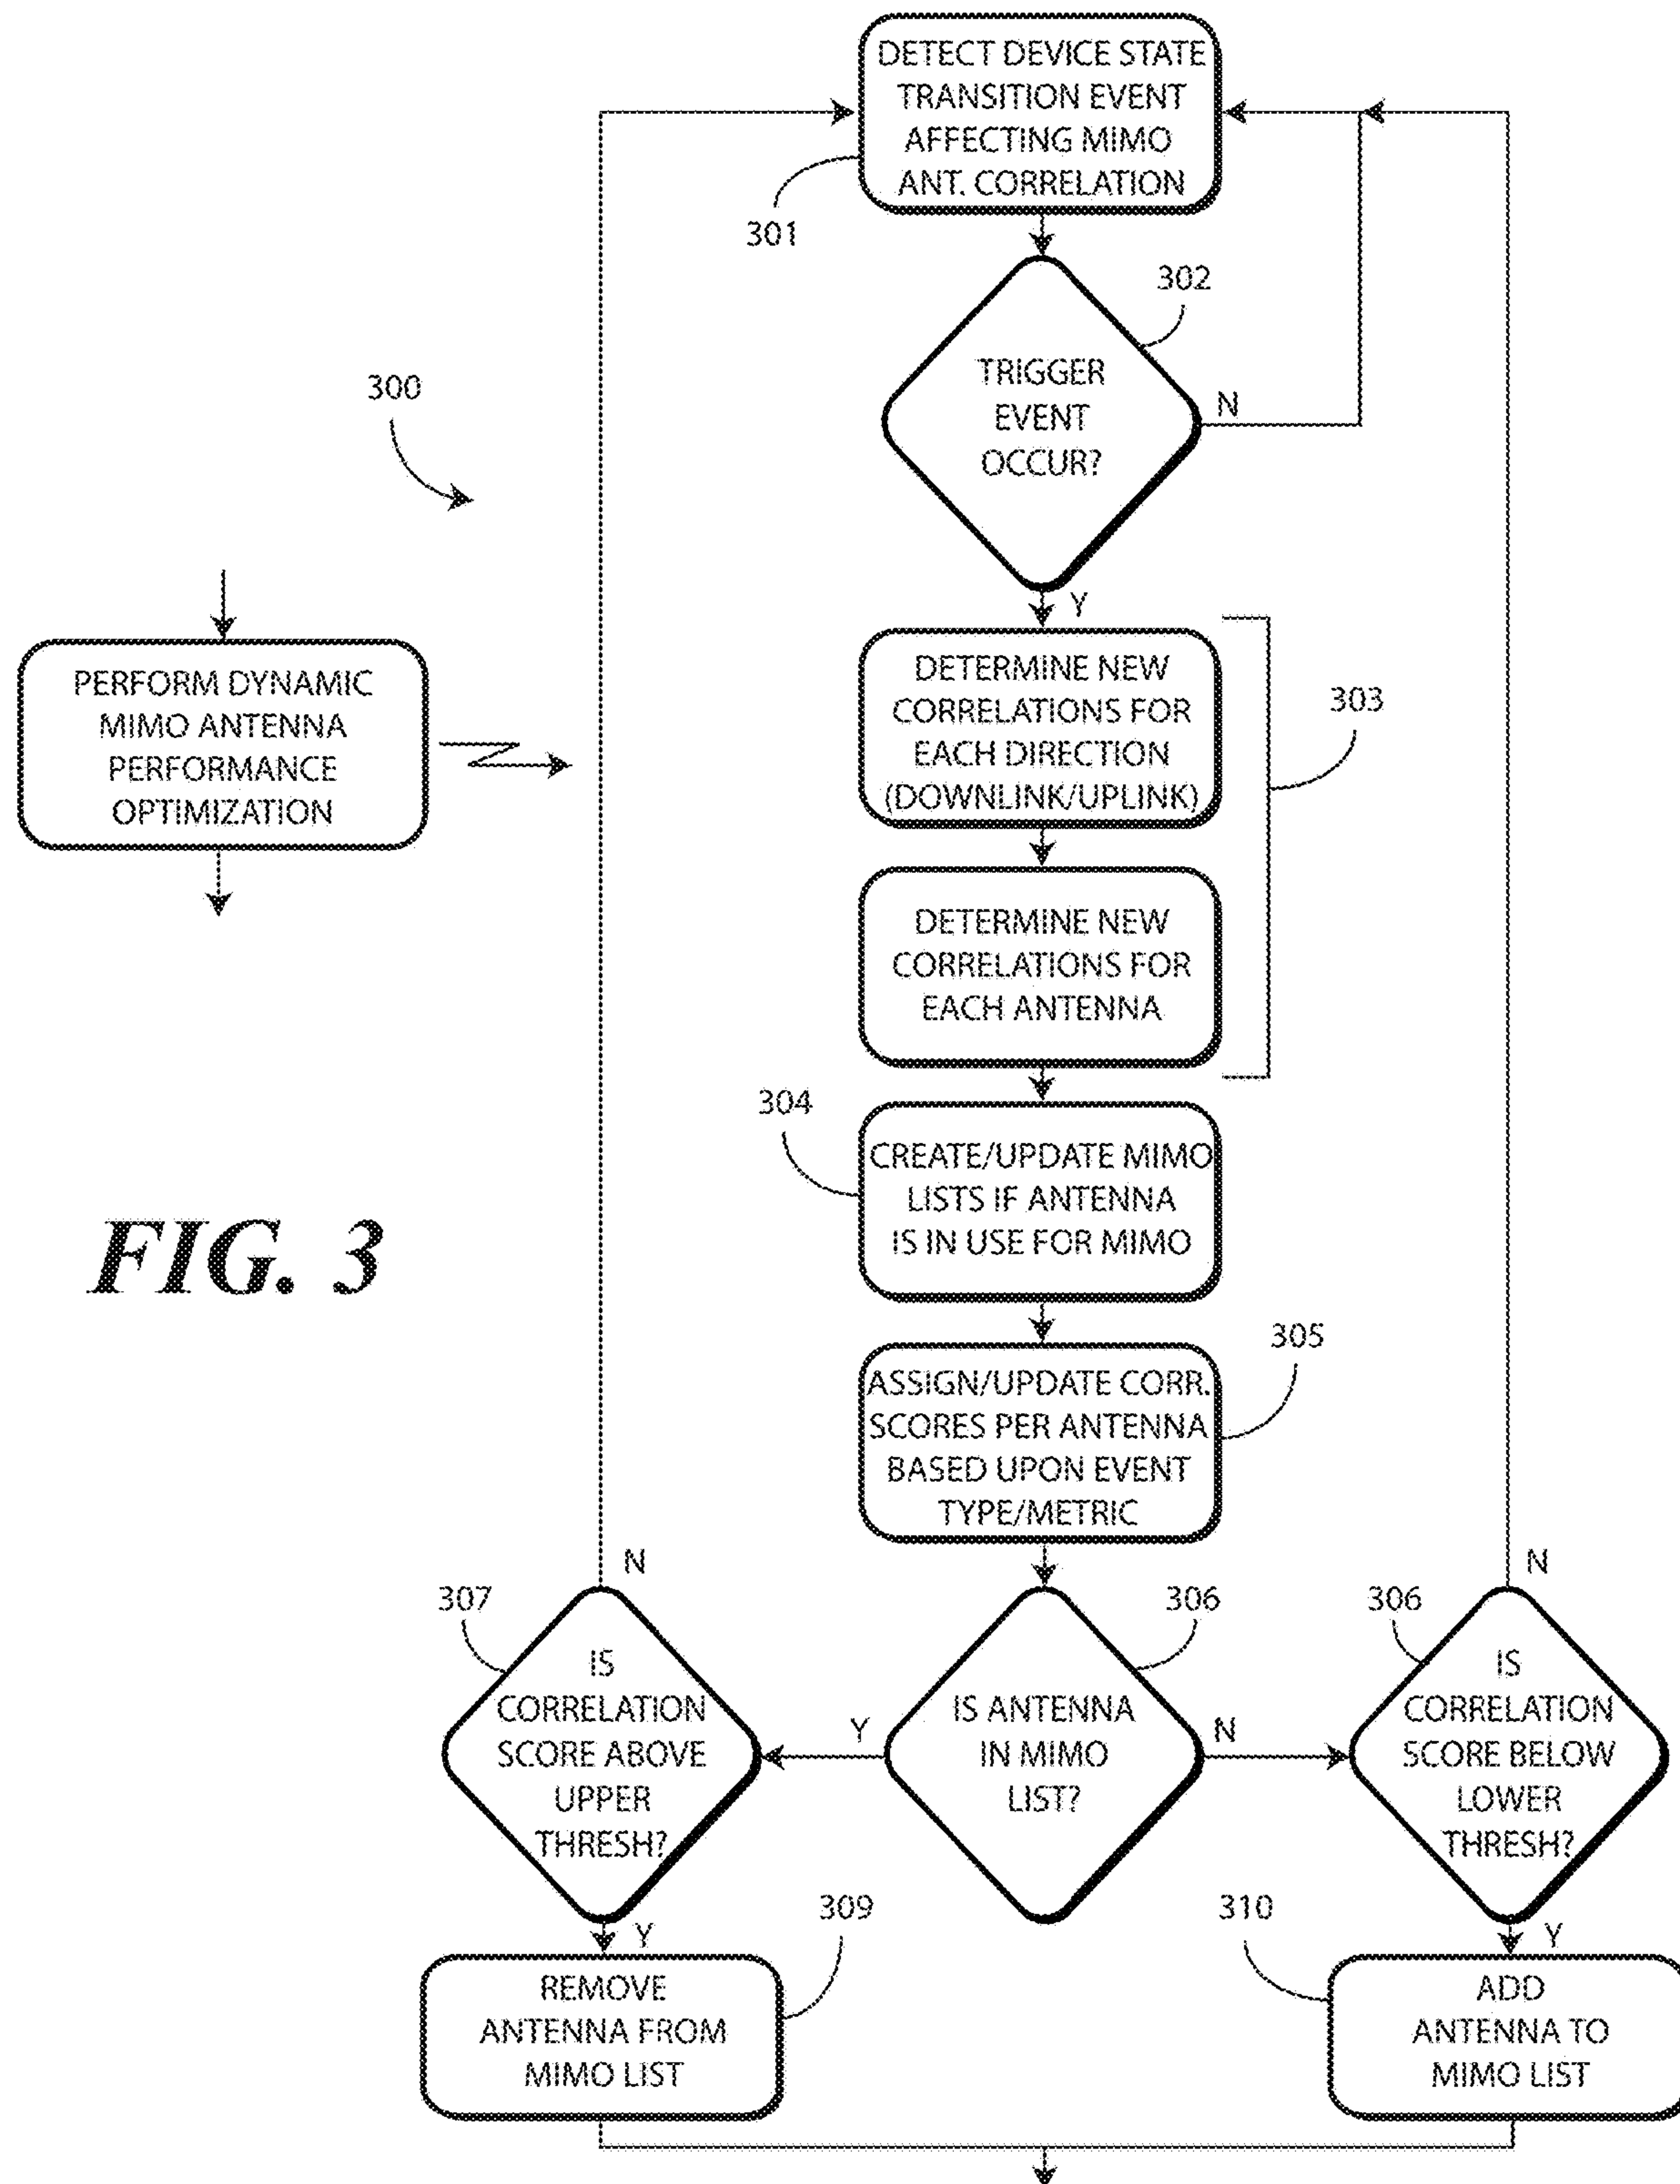 DETECT DEVICE STATE
TRANSITION EVENT
AFFECTING MIMO
ANT. CORRELATION
301
302
TRIGGER
EVENT
OCCUR?
N
Y
300
PERFORM DYNAMIC
MIMO ANTENNA
PERFORMANCE
OPTIMIZATION
DETERMINE NEW
CORRELATIONS FOR
EACH DIRECTION
(DOWNLINK/UPLINK)
303
DETERMINE NEW
CORRELATIONS FOR
EACH ANTENNA
304
CREATE/UPDATE MIMO
LISTS IF ANTENNA
IS IN USE FOR MIMO
FIG. 3
305
ASSIGN/UPDATE CORR.
SCORES PER ANTENNA
BASED UPON EVENT
TYPE/METRIC
N
307
IS
CORRELATION
SCORE ABOVE
UPPER
THRESH?
Y
306
IS ANTENNA
IN MIMO
LIST?
N
N
306
IS
CORRELATION
SCORE BELOW
LOWER
THRESH?
Y
309
REMOVE
ANTENNA FROM
MIMO LIST
310
Y
ADD
ANTENNA TO
MIMO LIST